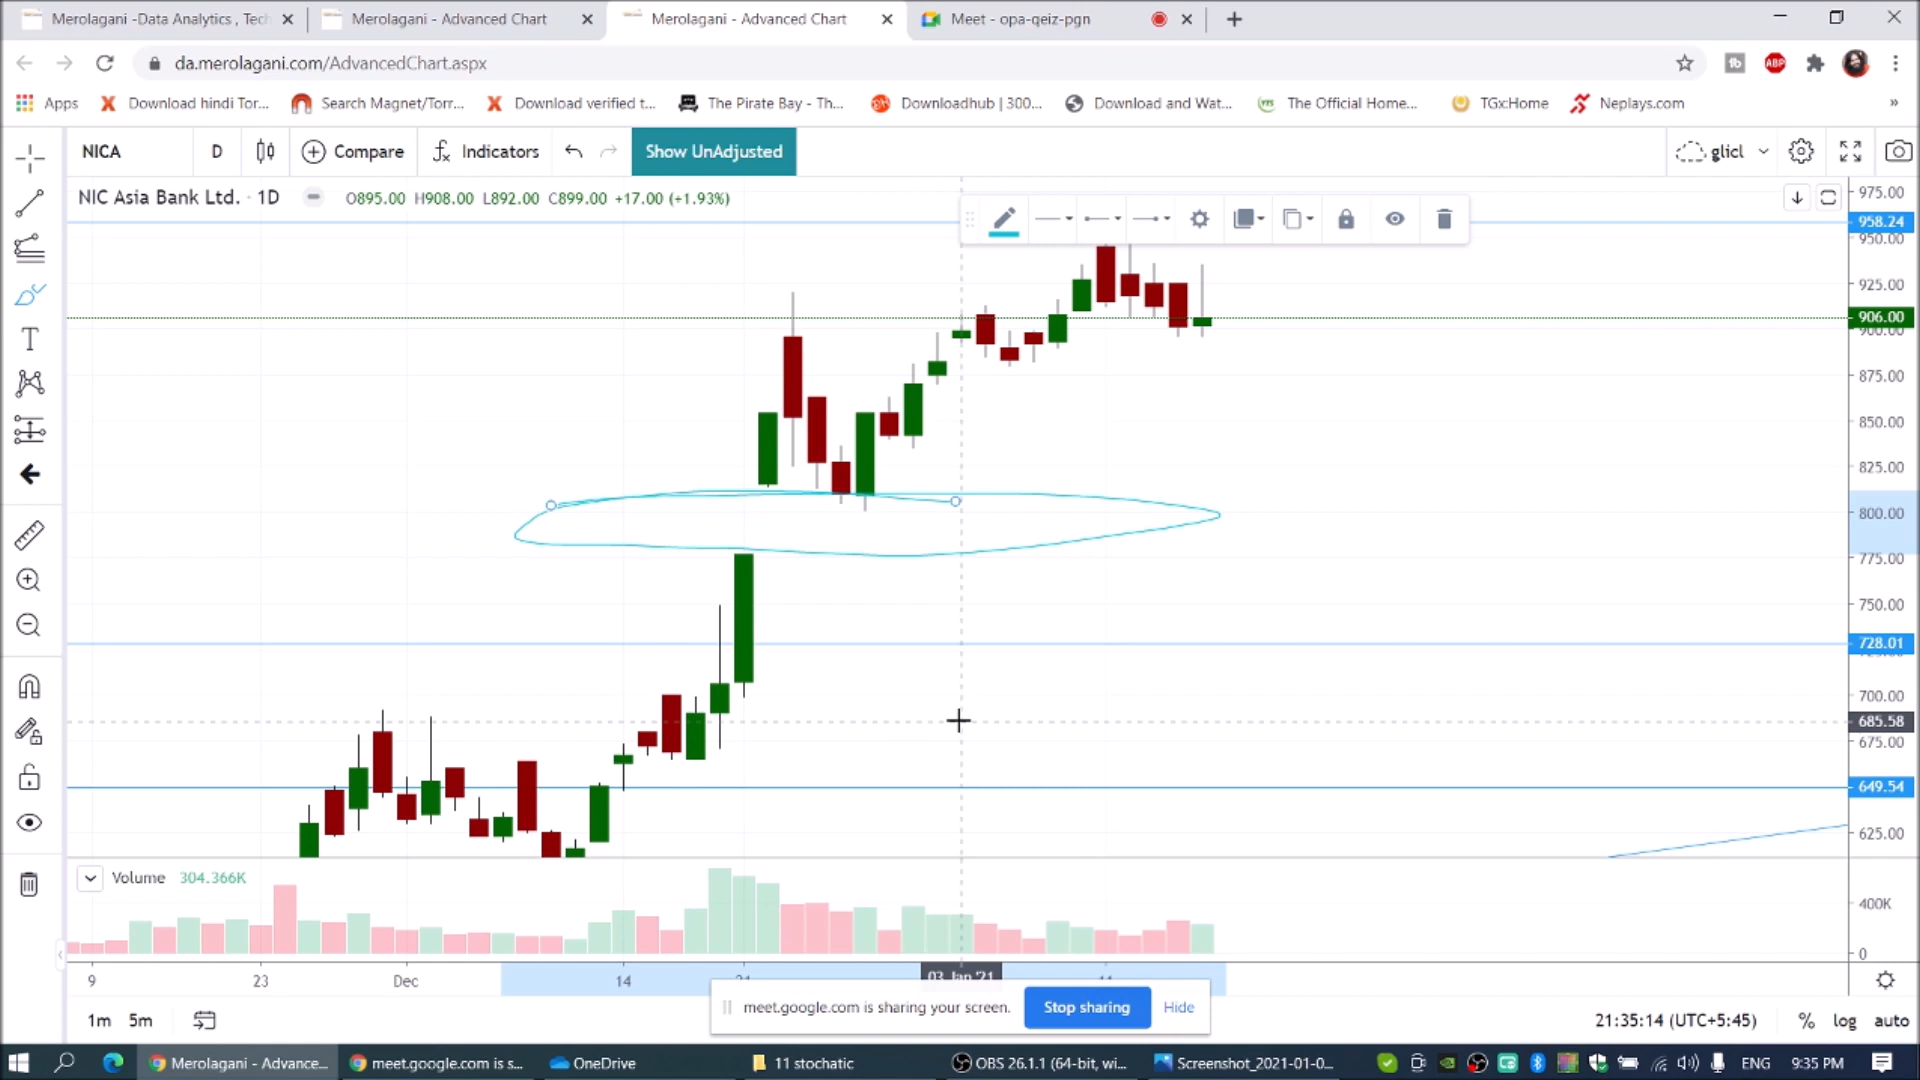 Merolagani -Data Analytics , Tech
Merolagani - Advanced Chart
Merolagani - Advanced Chart
Meet - opa-qeiz-pgn
da.merolagani.com/AdvancedChart.aspx
ABP
Apps
Download hindi Tor...
Search Magnet/Torr...
Download verified t...
The Pirate Bay - Th...
Downloadhub | 300...
Download and Wat...
The Official Home...
TGx:Home
Neplays.com
»
NICA
D
Compare
Indicators
Show UnAdjusted
glicl
NIC Asia Bank Ltd. · 1D
O895.00 H908.00 L892.00 C899.00 +17.00 (+1.93%)
975.00
958.24
950.00
925.00
906.00
900.00
875.00
850.00
825.00
800.00
775.00
750.00
728.01
700.00
685.58
675.00
649.54
625.00
Volume 304.366K
400K
0
9
23
Dec
14
03 Jan '21
1m
5m
meet.google.com is sharing your screen.
Stop sharing
Hide
21:35:14 (UTC+5:45)
%
log
auto
Merolagani - Advance...
meet.google.com is s...
OneDrive
11 stochatic
OBS 26.1.1 (64-bit, wi...
Screenshot_2021-01-0...
ENG
9:35 PM